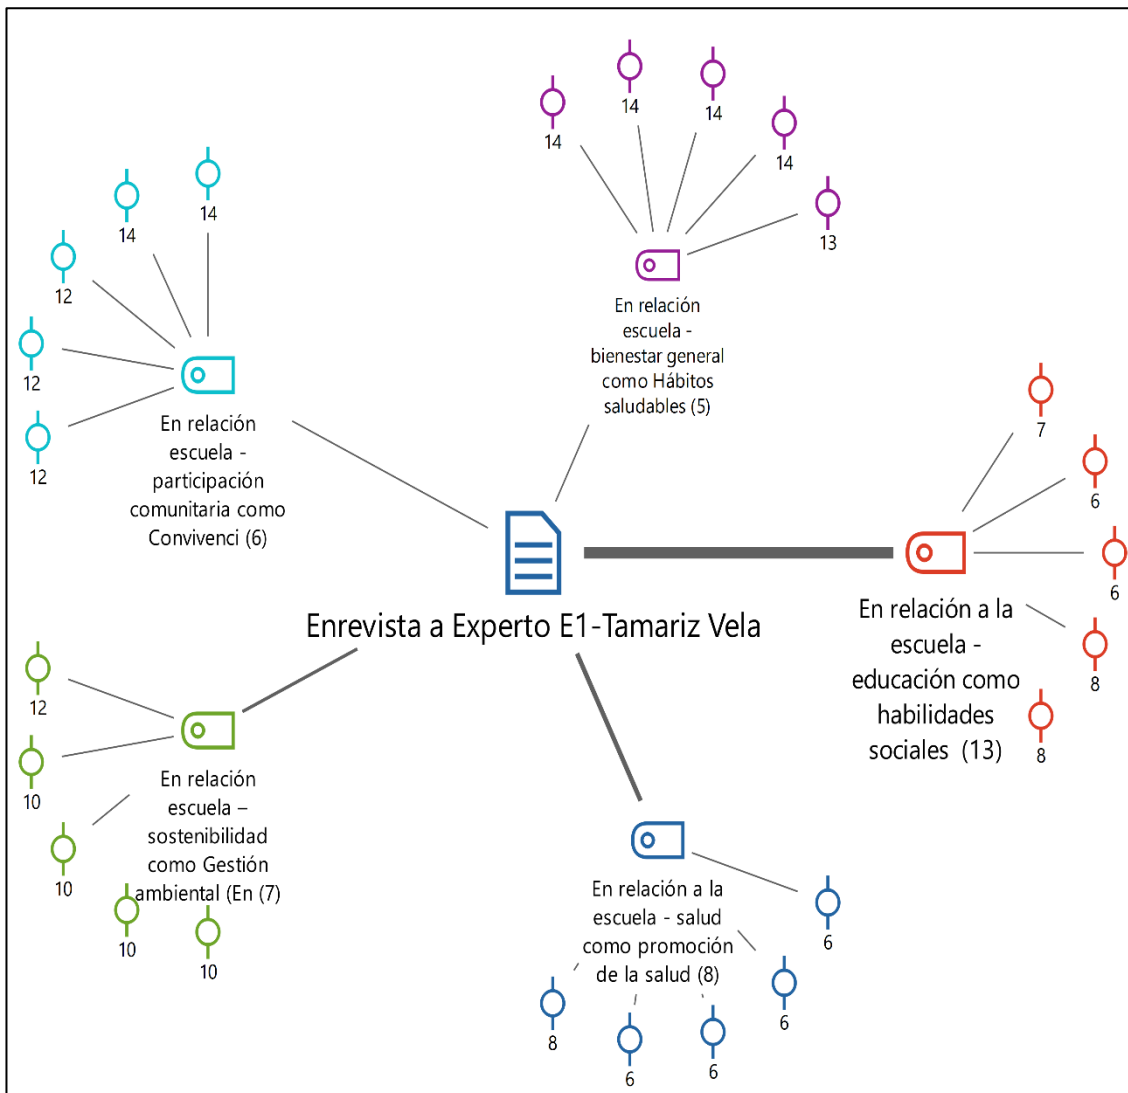 14
14
14
14
13
En relación
escuela -
bienestar general
como Hábitos
saludables (5)
14
14
12
12
12
En relación
escuela -
participación
comunitaria como
Convivenci (6)
7
6
6
8
8
En relación a la
escuela -
educación como
habilidades
sociales (13)
Enrevista a Experto E1-Tamariz Vela
12
10
10
10
10
En relación
escuela –
sostenibilidad
como Gestión
ambiental (En (7)
En relación a la
escuela - salud
como promoción
de la salud (8)
6
6
6
6
8